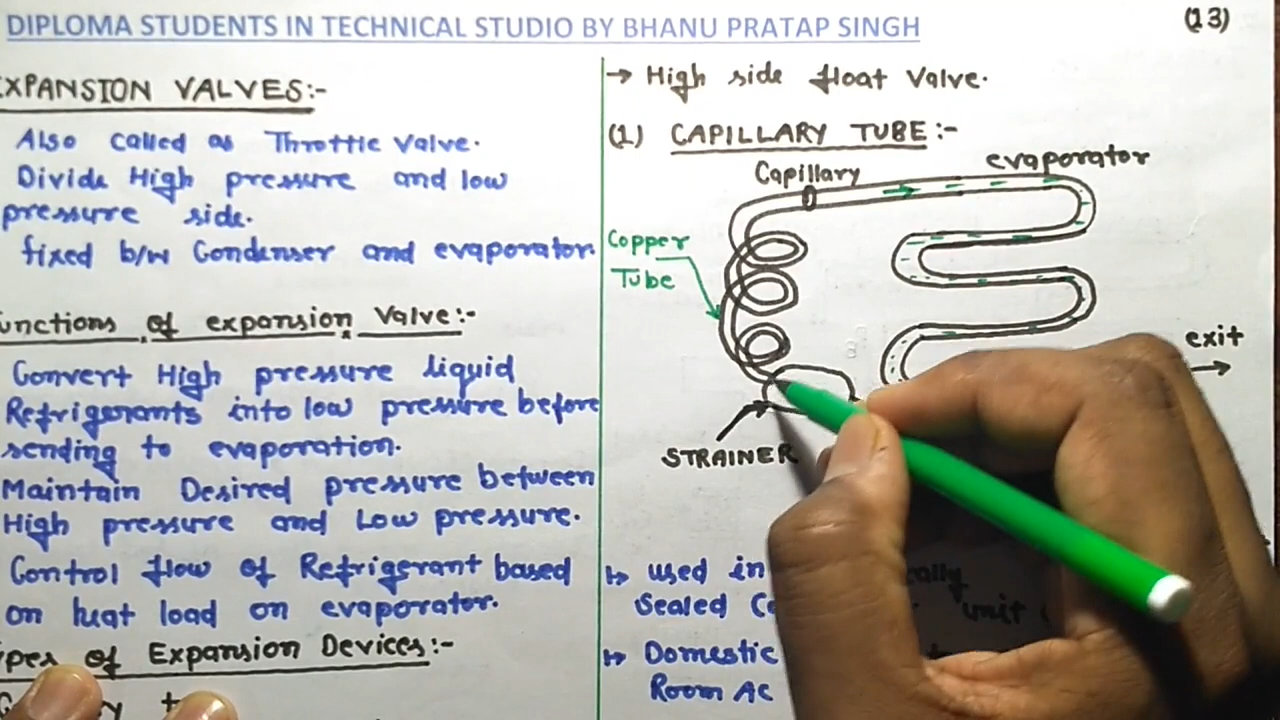 DIPLOMA STUDENTS IN TECHNICAL STUDIO BY BHANU PRATAP SINGH
(13)
EXPANSION VALVES:-
Also called as Throttle Valve.
Divide High pressure and low
pressure side.
fixed b/w Condenser and evaporator.
unctions of expansion Valve:-
Convert High pressure liquid
Refrigerants into low pressure before
sending to evaporation.
Maintain Desired pressure between
High pressure and Low pressure.
Control flow of Refrigerant based
on heat load on evaporator.
ypes of Expansion Devices:-
→ High side float Valve.
(1) CAPILLARY TUBE:-
Capillary
evaporator
Copper
Tube
exit
STRAINER
used in cally
Sealed unit
Domestic
Room AC